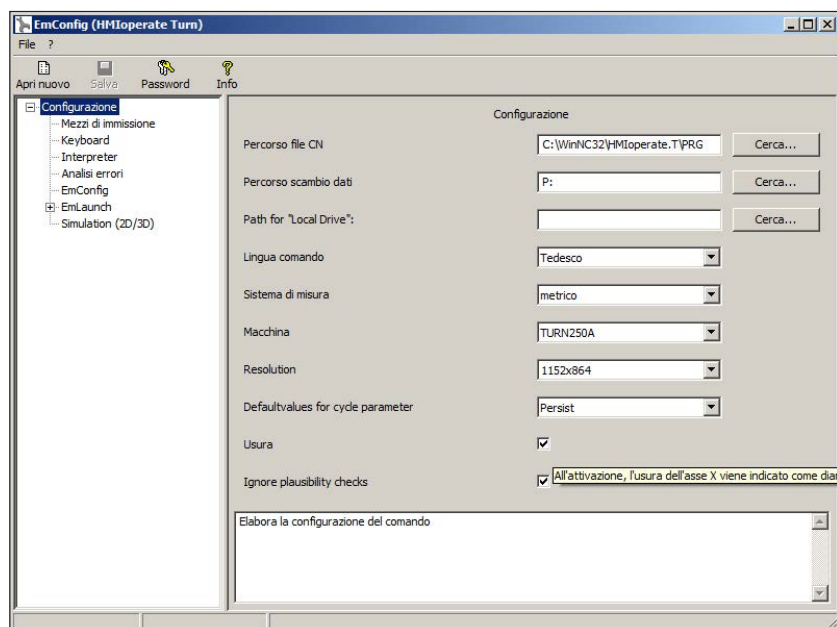 EmConfig (HMIoperate Turn)
File ?
Apri nuovo Salva Password Info
Configurazione
Mezzi di immissione
Keyboard
Interpreter
Analisi errori
EmConfig
EmLaunch
Simulation (2D/3D)
Configurazione
Percorso file CN C:\WinNC32\HMIoperate.T\PRG Cerca...
Percorso scambio dati P: Cerca...
Path for "Local Drive": Cerca...
Lingua comando Tedesco
Sistema di misura metrico
Macchina TURN250A
Resolution 1152x864
Defaultvalues for cycle parameter Persist
Usura
Ignore plausibility checks All'attivazione, l'usura dell'asse X viene indicato come
Elabora la configurazione del comando